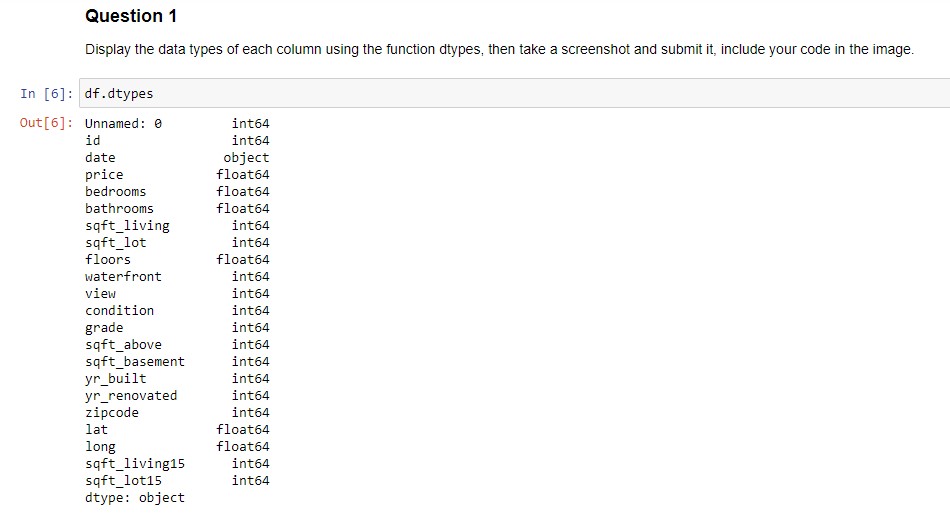 Question 1
Display the data types of each column using the function dtypes, then take a screenshot and submit it, include your code in the image.
In [6]: df.dtypes
Out[6]: Unnamed: 0 int64
id int64
date object
price float64
bedrooms float64
bathrooms float64
sqft_living int64
sqft_lot int64
floors float64
waterfront int64
view int64
condition int64
grade int64
sqft_above int64
sqft_basement int64
yr_built int64
yr_renovated int64
zipcode int64
lat float64
long float64
sqft_living15 int64
sqft_lot15 int64
dtype: object